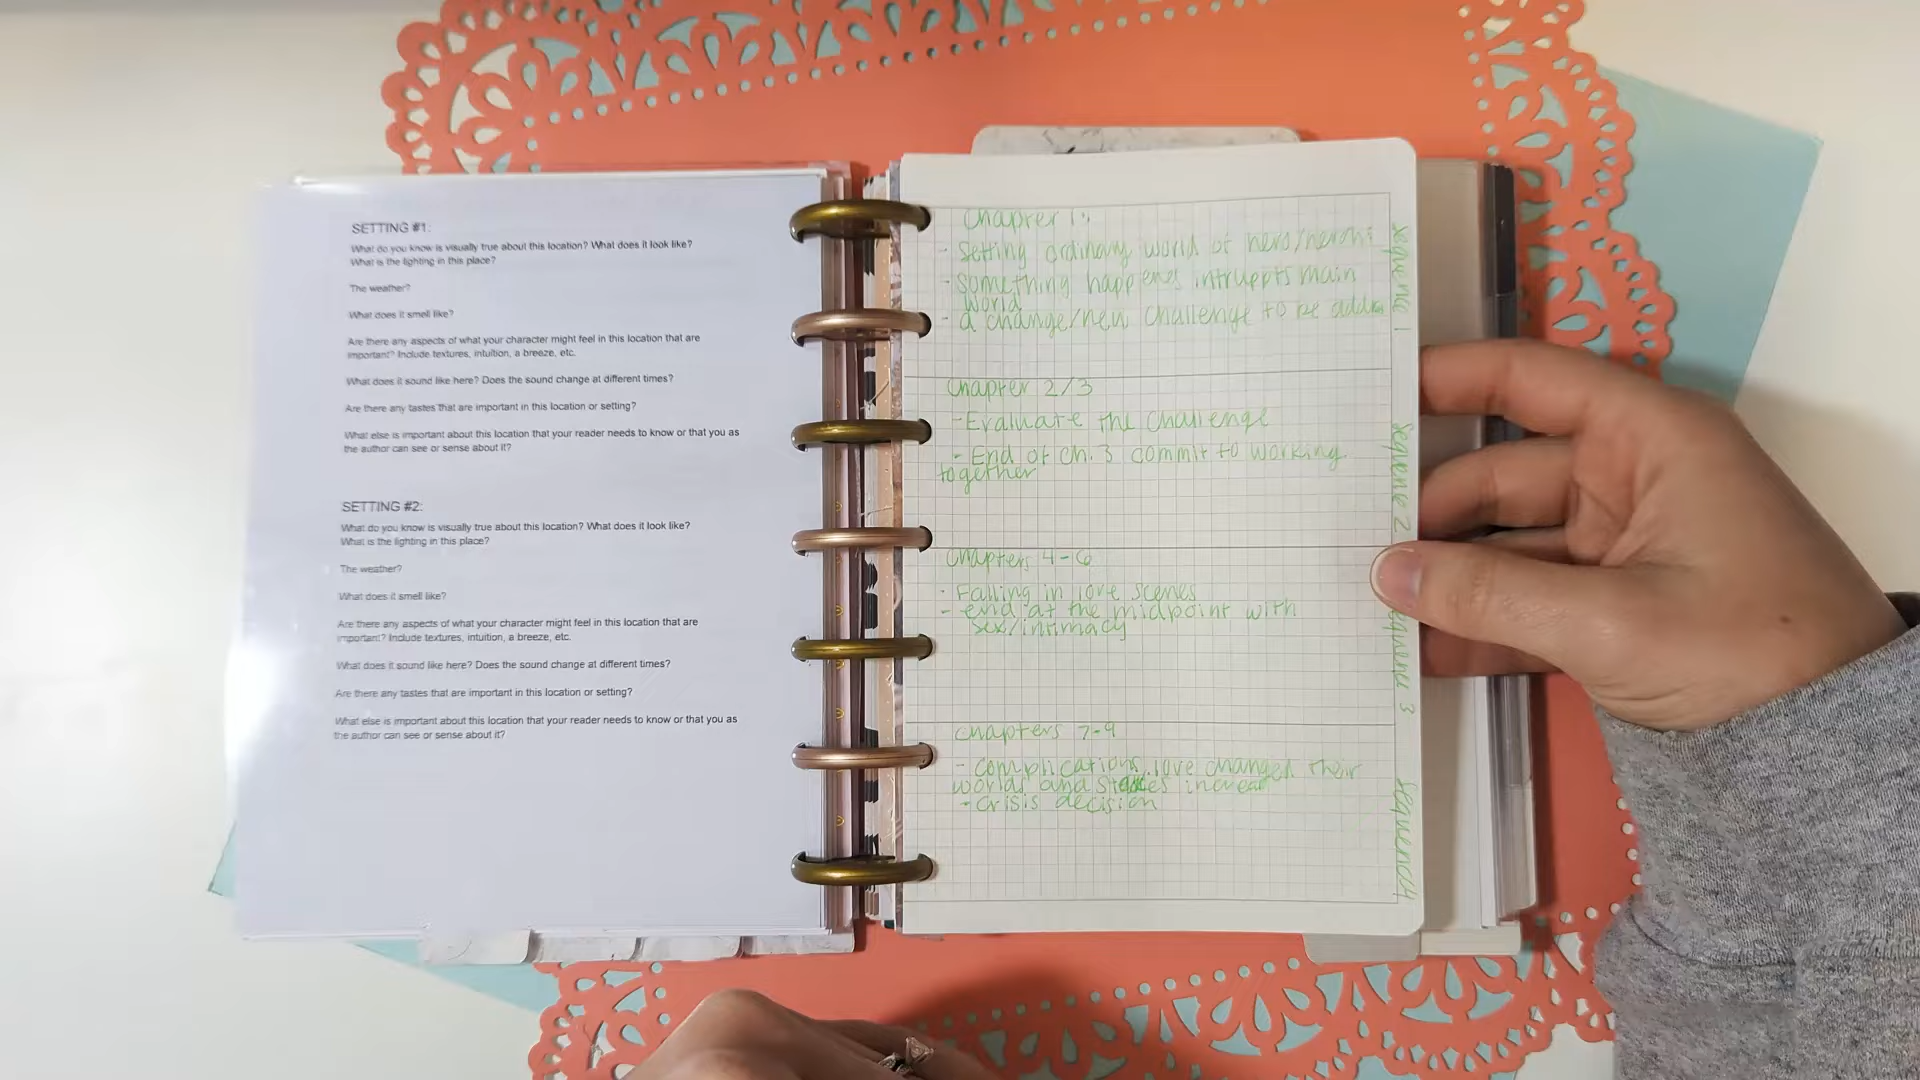 SETTING #1:
What do you know is visually true about this location? What does it look like?
What is the lighting in this place?
The weather?
What does it smell like?
Are there any aspects of what your character might feel in this location that are
important? Include textures, intuition, a breeze, etc.
What does it sound like here? Does the sound change at different times?
Are there any tastes that are important in this location or setting?
What else is important about this location that your reader needs to know or that you as
the author can see or sense about it?
SETTING #2:
What do you know is visually true about this location? What does it look like?
What is the lighting in this place?
The weather?
What does it smell like?
Are there any aspects of what your character might feel in this location that are
important? Include textures, intuition, a breeze, etc.
What does it sound like here? Does the sound change at different times?
Are there any tastes that are important in this location or setting?
What else is important about this location that your reader needs to know or that you as
the author can see or sense about it?
Chapter 1:
- Setting ordinary world of hero/
- something happenes intruppts main
world
- a change/new challenge to be
Chapter 2/3
- Evaluate the challenge
- End of ch. 3 commit to working
together
Chapters 4-6
- Falling in love scenes
- end at the midpoint with
sex/intimacy
Chapters 7-9
- complications, love changed their
world and stakes
- crisis decision